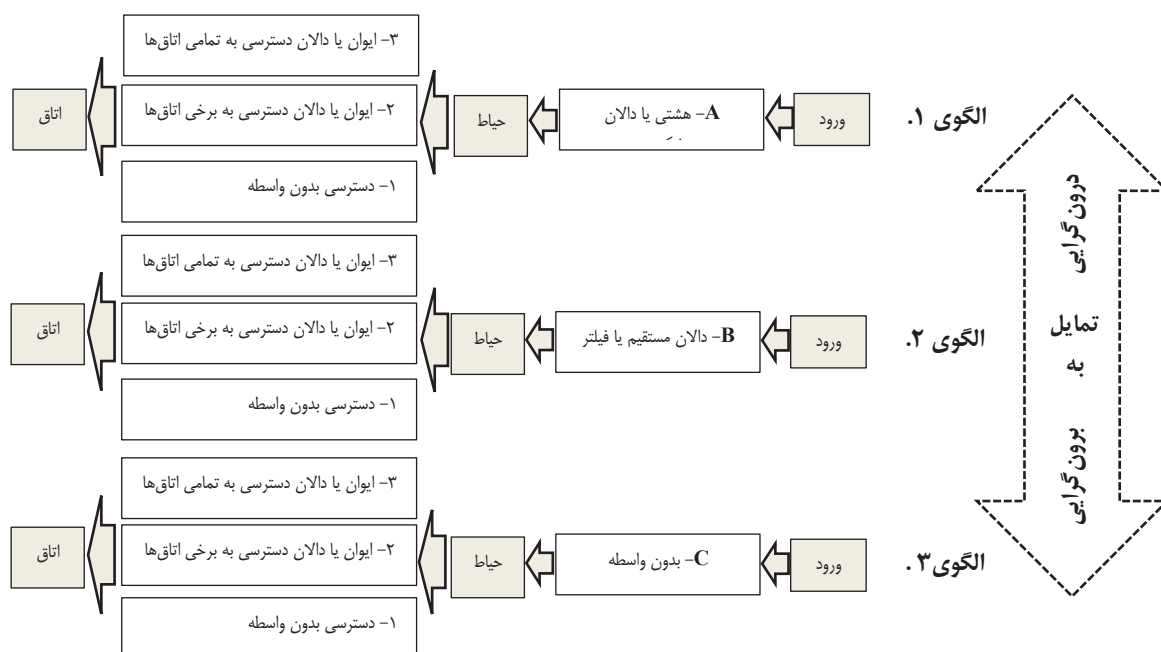 الگوی ۱.
ورود
A- هشتی یا دالان
حیاط
۳- ایوان یا دالان دسترسی به تمامی اتاق‌ها
۲- ایوان یا دالان دسترسی به برخی اتاق‌ها
۱- دسترسی بدون واسطه
اتاق
الگوی ۲.
ورود
B- دالان مستقیم یا فیلتر
حیاط
۳- ایوان یا دالان دسترسی به تمامی اتاق‌ها
۲- ایوان یا دالان دسترسی به برخی اتاق‌ها
۱- دسترسی بدون واسطه
اتاق
الگوی ۳.
ورود
C- بدون واسطه
حیاط
۳- ایوان یا دالان دسترسی به تمامی اتاق‌ها
۲- ایوان یا دالان دسترسی به برخی اتاق‌ها
۱- دسترسی بدون واسطه
اتاق
درون‌گرایی
تمایل
به
برون‌گرایی